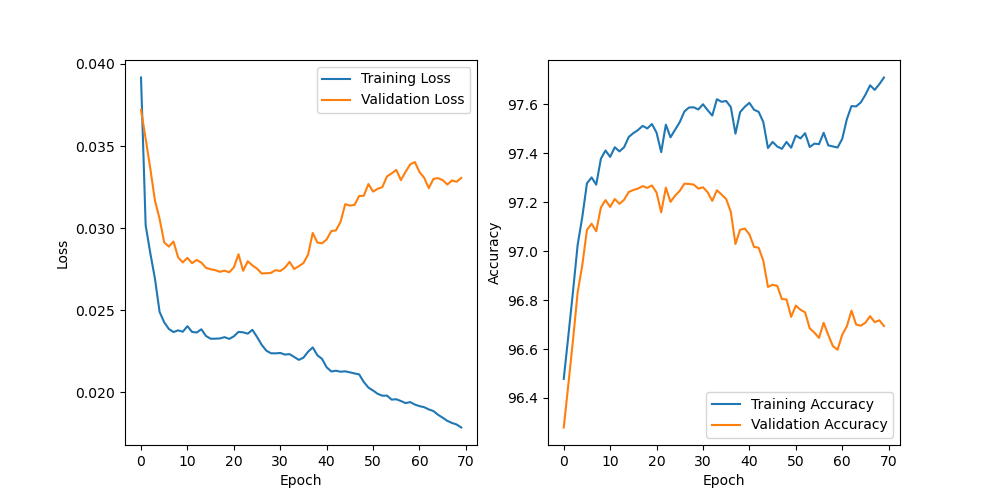 0.040
0.035
0.030
0.025
0.020
Loss
0 10 20 30 40 50 60 70
Epoch
Training Loss
Validation Loss
97.6
97.4
97.2
97.0
96.8
96.6
96.4
Accuracy
0 10 20 30 40 50 60 70
Epoch
Training Accuracy
Validation Accuracy